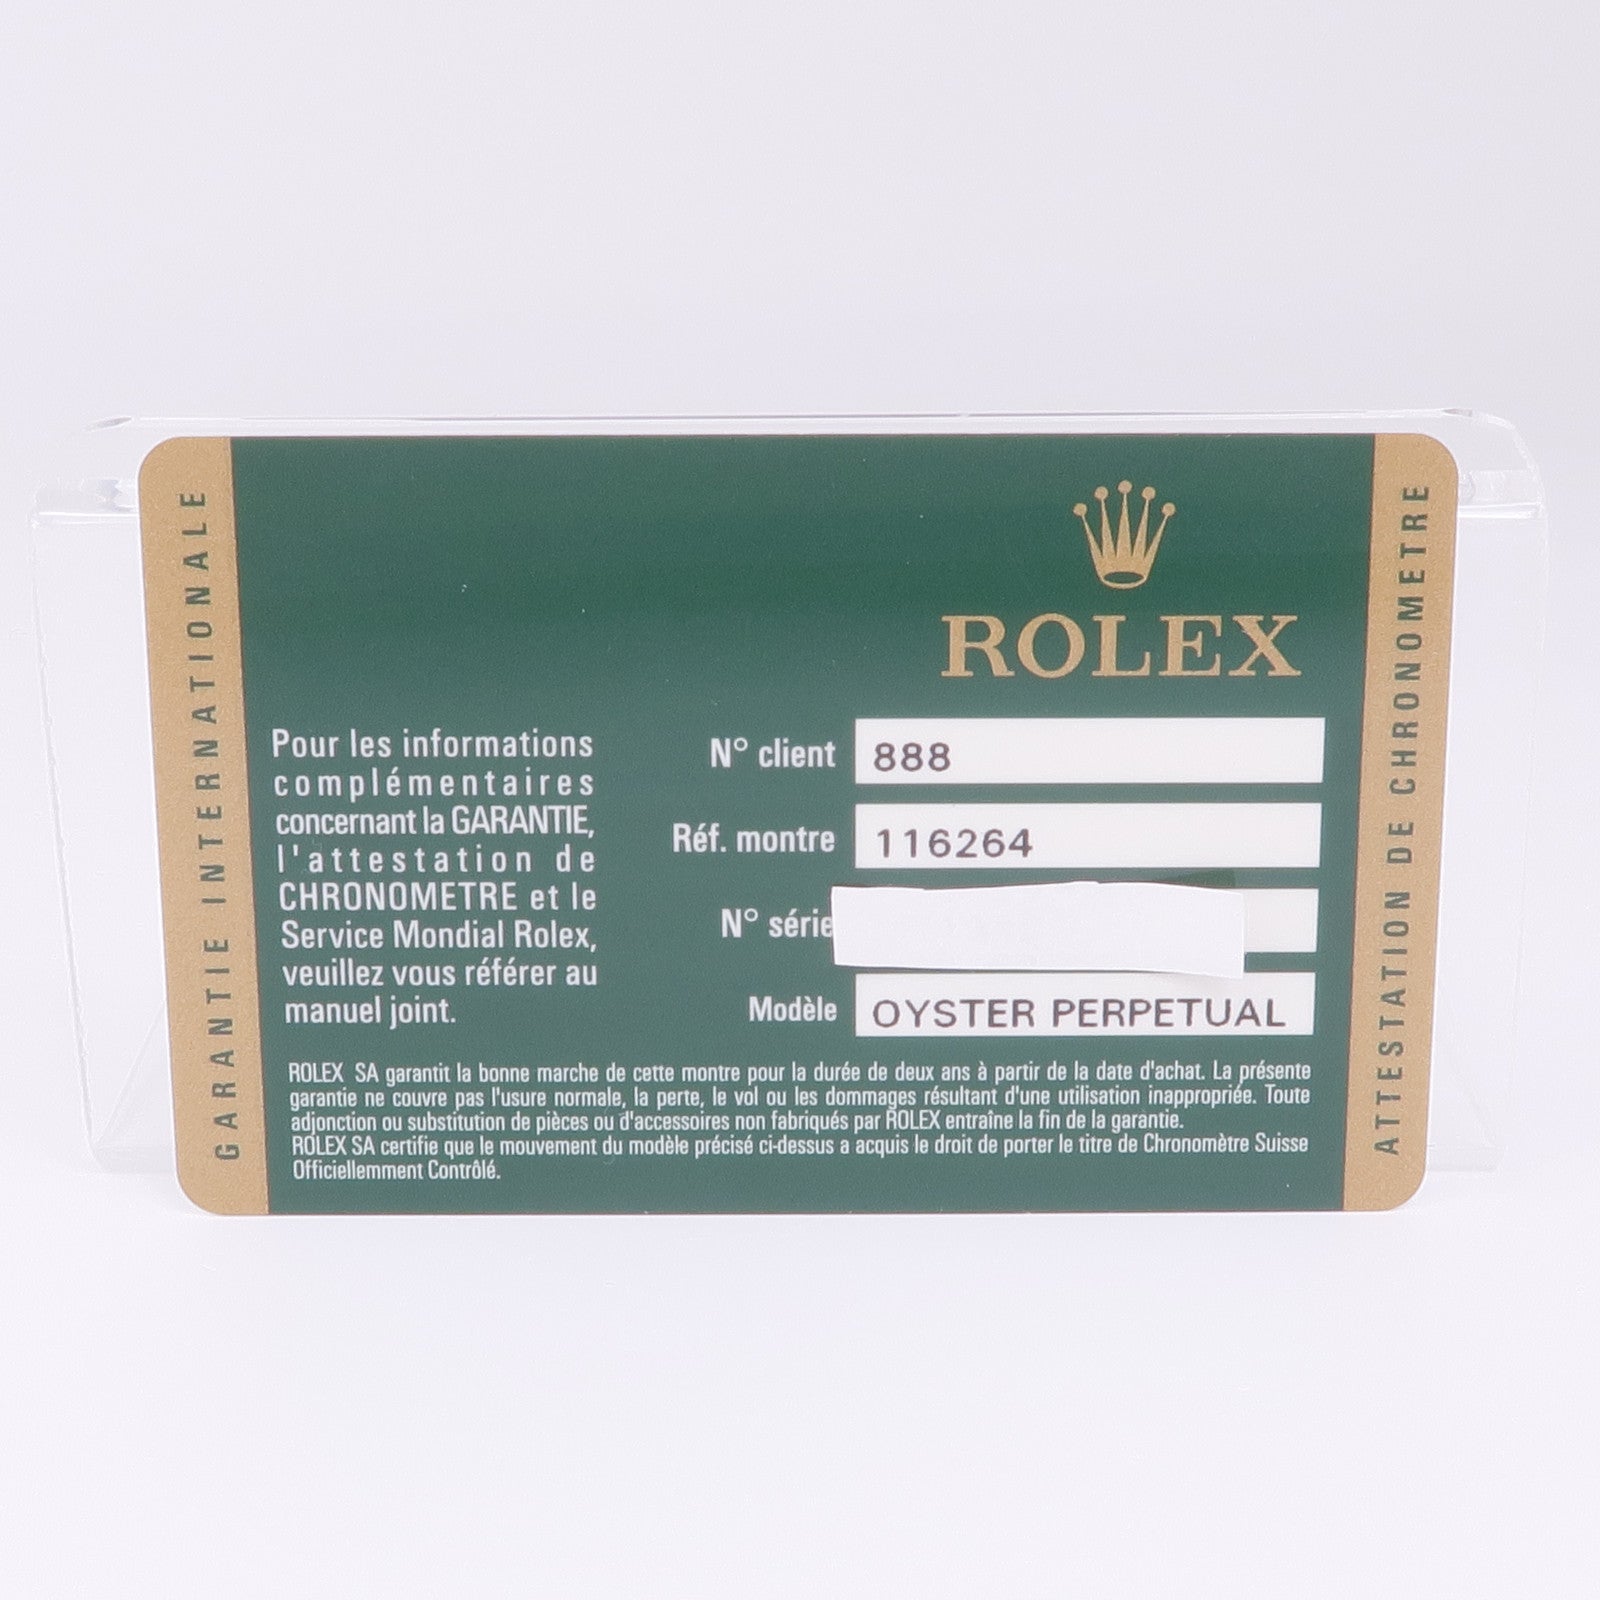 GARANTIE INTERNATIONALE
ROLEX
Pour les informations
complémentaires
concernant la GARANTIE,
l'attestation de
CHRONOMETRE et le
Service Mondial Rolex,
veuillez vous référer au
manuel joint.
N° client 888
Réf. montre 116264
N° série
Modèle OYSTER PERPETUAL
ROLEX SA garantit la bonne marche de cette montre pour la durée de deux ans à partir de la date d'achat. La présente
garantie ne couvre pas l'usure normale, la perte, le vol ou les dommages résultant d'une utilisation inappropriée. Toute
adjonction ou substitution de pièces ou d'accessoires non fabriqués par ROLEX entraîne la fin de la garantie.
ROLEX SA certifie que le mouvement du modèle précisé ci-dessus a acquis le droit de porter le titre de Chronomètre Suisse
Officiellemment Contrôlé.
ATTESTATION DE CHRONOMETRE